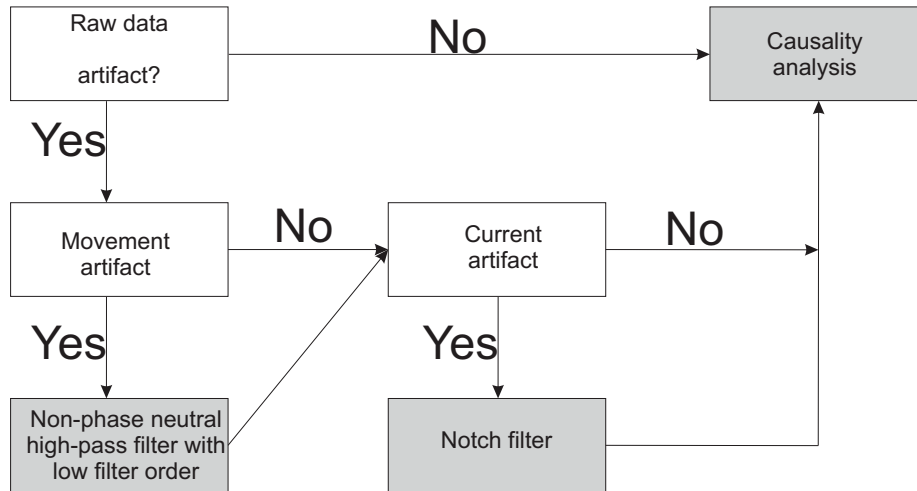 Raw data
artifact?
No
Causality
analysis
Yes
Movement
artifact
No
Current
artifact
No
Yes
Yes
Non-phase neutral
high-pass filter with
low filter order
Notch filter